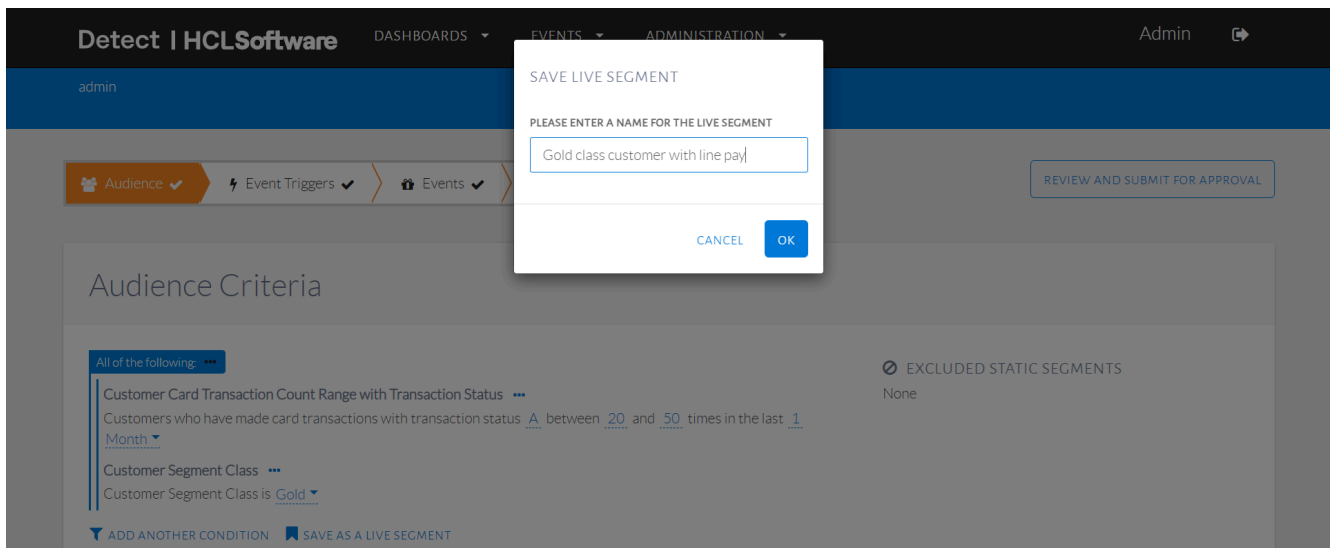 Detect | HCLSoftware DASHBOARDS EVENTS ADMINISTRATION Admin
admin
SAVE LIVE SEGMENT
PLEASE ENTER A NAME FOR THE LIVE SEGMENT
Gold class customer with line pay
CANCEL OK
Audience Event Triggers Events
REVIEW AND SUBMIT FOR APPROVAL
Audience Criteria
All of the following: •••
Customer Card Transaction Count Range with Transaction Status •••
Customers who have made card transactions with transaction status A between 20 and 50 times in the last 1
Month
Customer Segment Class •••
Customer Segment Class is Gold
ADD ANOTHER CONDITION SAVE AS A LIVE SEGMENT
EXCLUDED STATIC SEGMENTS
None